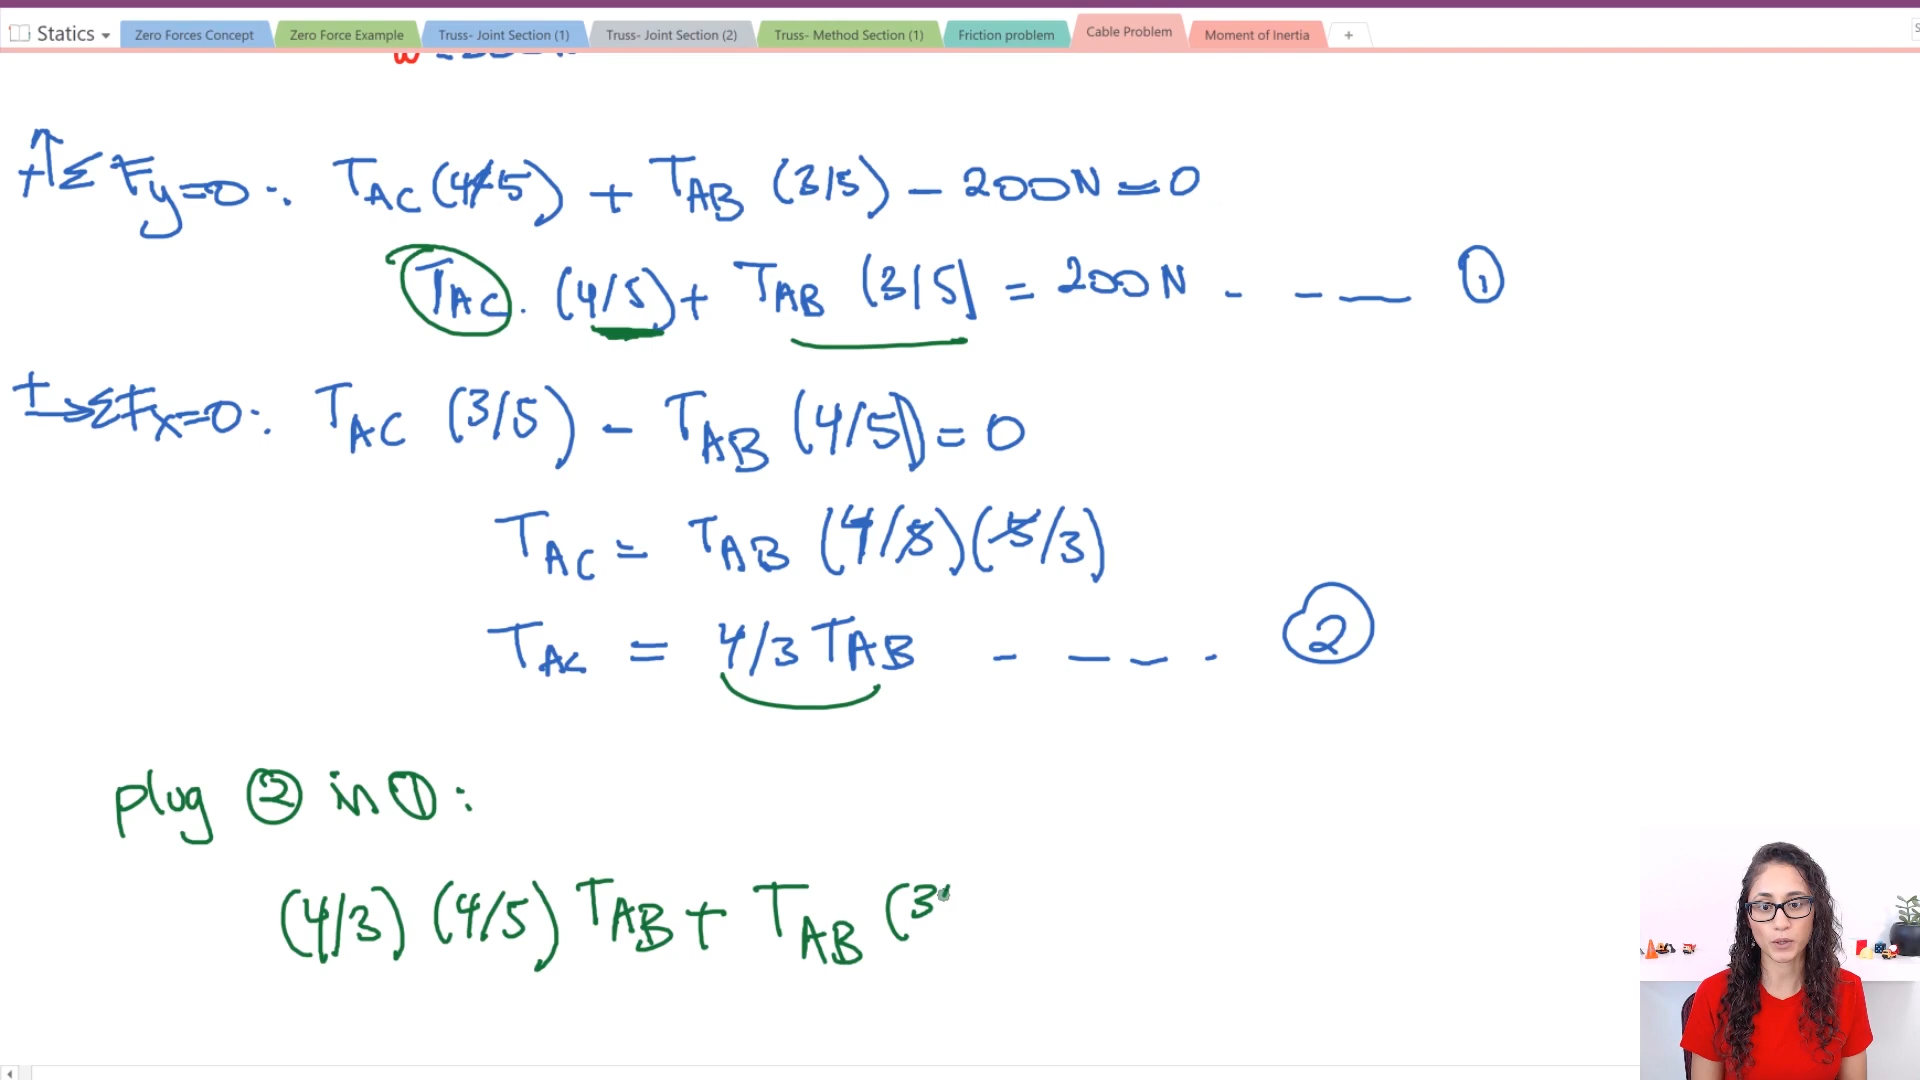 Statics
Zero Forces Concept
Zero Force Example
Truss- Joint Section (1)
Truss- Joint Section (2)
Truss- Method Section (1)
Friction problem
Cable Problem
Moment of Inertia
+
+↑ΣFy=0: TAC(4/5) + TAB (3/5) - 200N = 0
TAC. (4/5) + TAB (3/5) = 200N - - — ①
+→ΣFx=0: TAC (3/5) - TAB (4/5) = 0
TAC = TAB (4/5)(5/3)
TAC = 4/3 TAB - - - - ②
plug ② in ①:
(4/3) (4/5) TAB + TAB (3